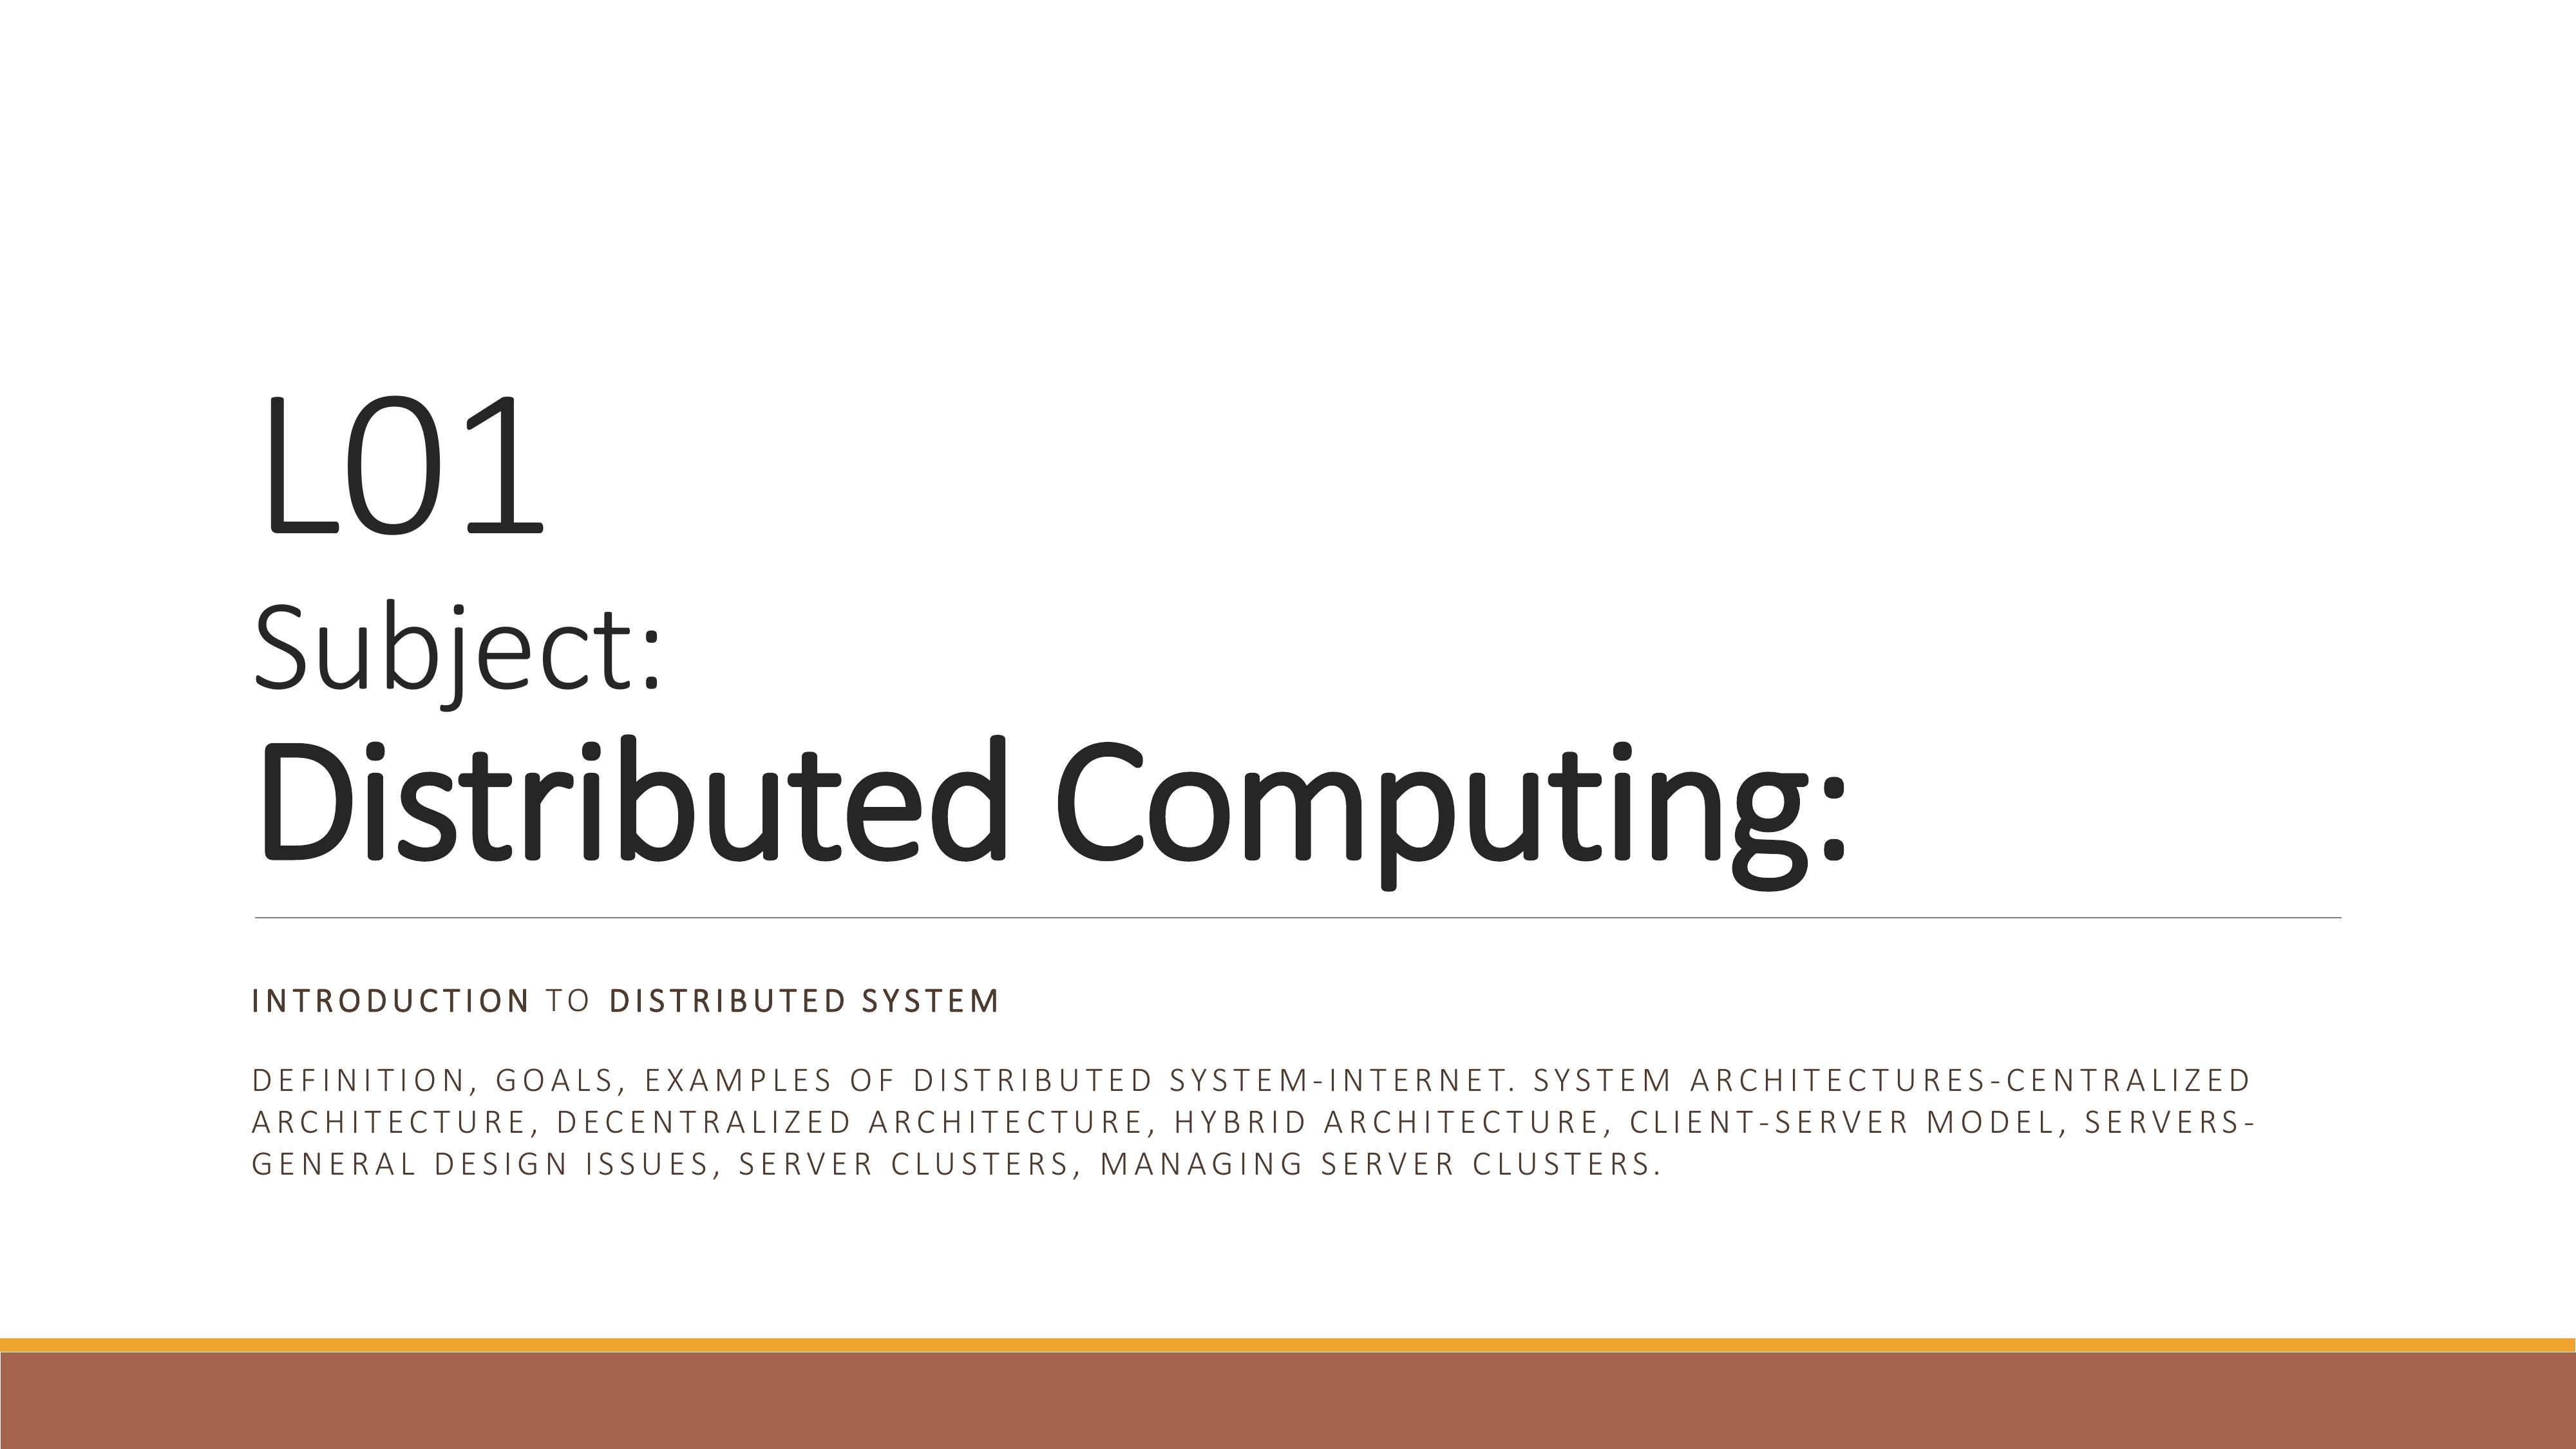 L01
Subject:
Distributed Computing:
INTRODUCTION TO DISTRIBUTED SYSTEM
DEFINITION, GOALS, EXAMPLES OF DISTRIBUTED SYSTEM-INTERNET. SYSTEM ARCHITECTURES-CENTRALIZED
ARCHITECTURE, DECENTRALIZED ARCHITECTURE, HYBRID ARCHITECTURE, CLIENT-SERVER MODEL, SERVERS-
GENERAL DESIGN ISSUES, SERVER CLUSTERS, MANAGING SERVER CLUSTERS.